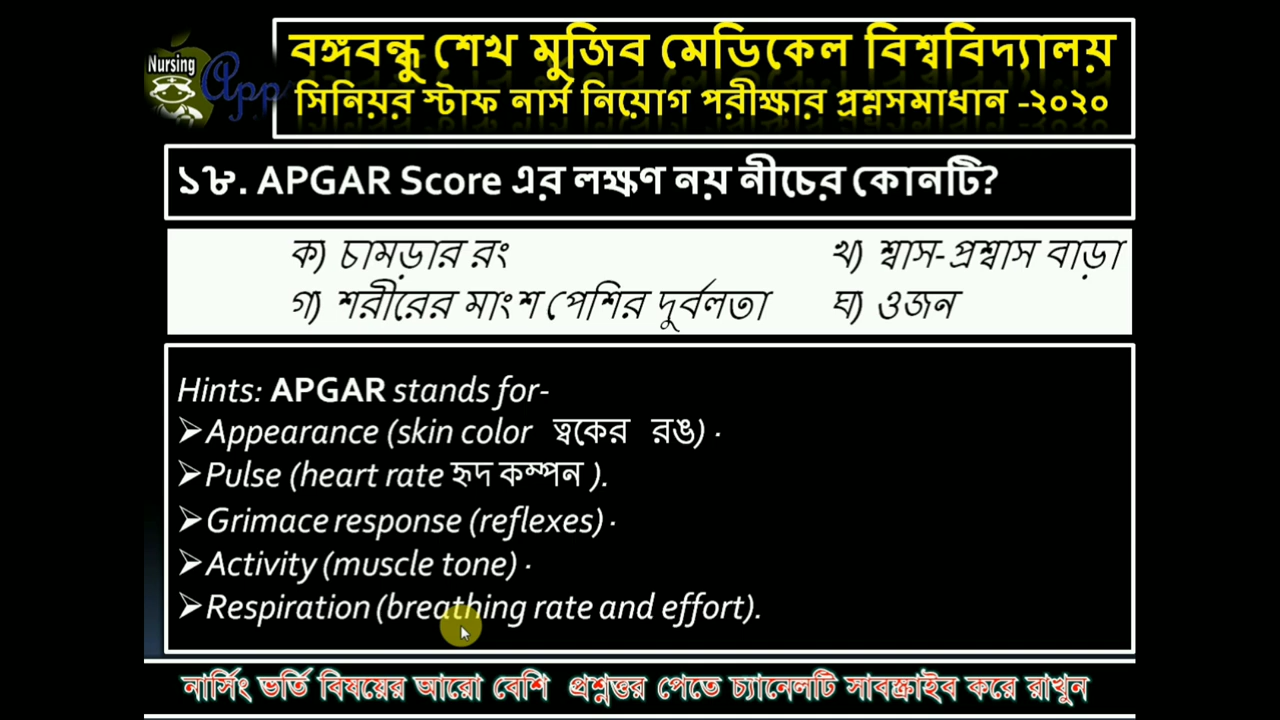 Nursing App
বঙ্গবন্ধু শেখ মুজিব মেডিকেল বিশ্ববিদ্যালয়
সিনিয়র স্টাফ নার্স নিয়োগ পরীক্ষার প্রশ্নসমাধান -২০২০
১৮. APGAR Score এর লক্ষণ নয় নীচের কোনটি?
ক) চামড়ার রং খ) শ্বাস-প্রশ্বাস বাড়া
গ) শরীরের মাংশ পেশির দুর্বলতা ঘ) ওজন
Hints: APGAR stands for-
➢Appearance (skin color ত্বকের রঙ) ·
➢Pulse (heart rate হৃদ কম্পন ).
➢Grimace response (reflexes) ·
➢Activity (muscle tone) ·
➢Respiration (breathing rate and effort).
নার্সিং ভর্তি বিষয়ের আরো বেশি প্রশ্নত্তর পেতে চ্যানেলটি সাবস্ক্রাইব করে রাখুন